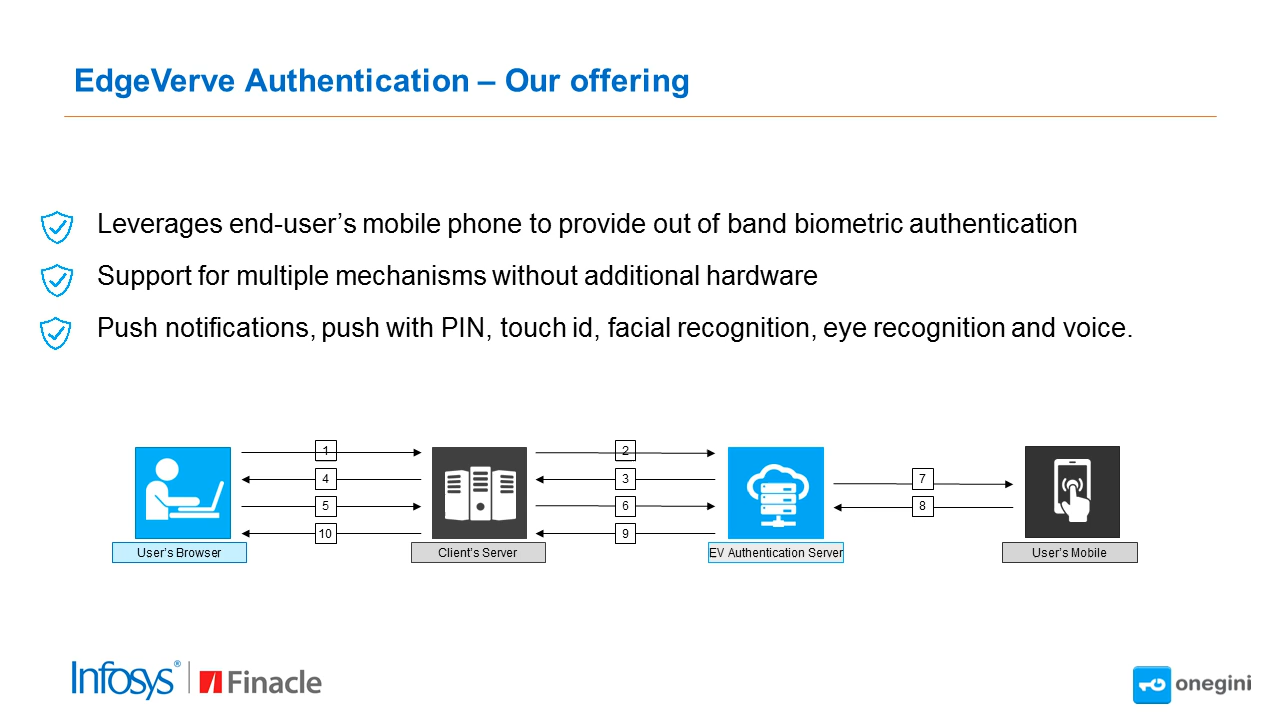 EdgeVerve Authentication – Our offering
Leverages end-user’s mobile phone to provide out of band biometric authentication
Support for multiple mechanisms without additional hardware
Push notifications, push with PIN, touch id, facial recognition, eye recognition and voice.
1 2
4 3 7
5 6 8
10 9
User’s Browser Client’s Server EV Authentication Server User’s Mobile
Infosys® | Finacle onegini